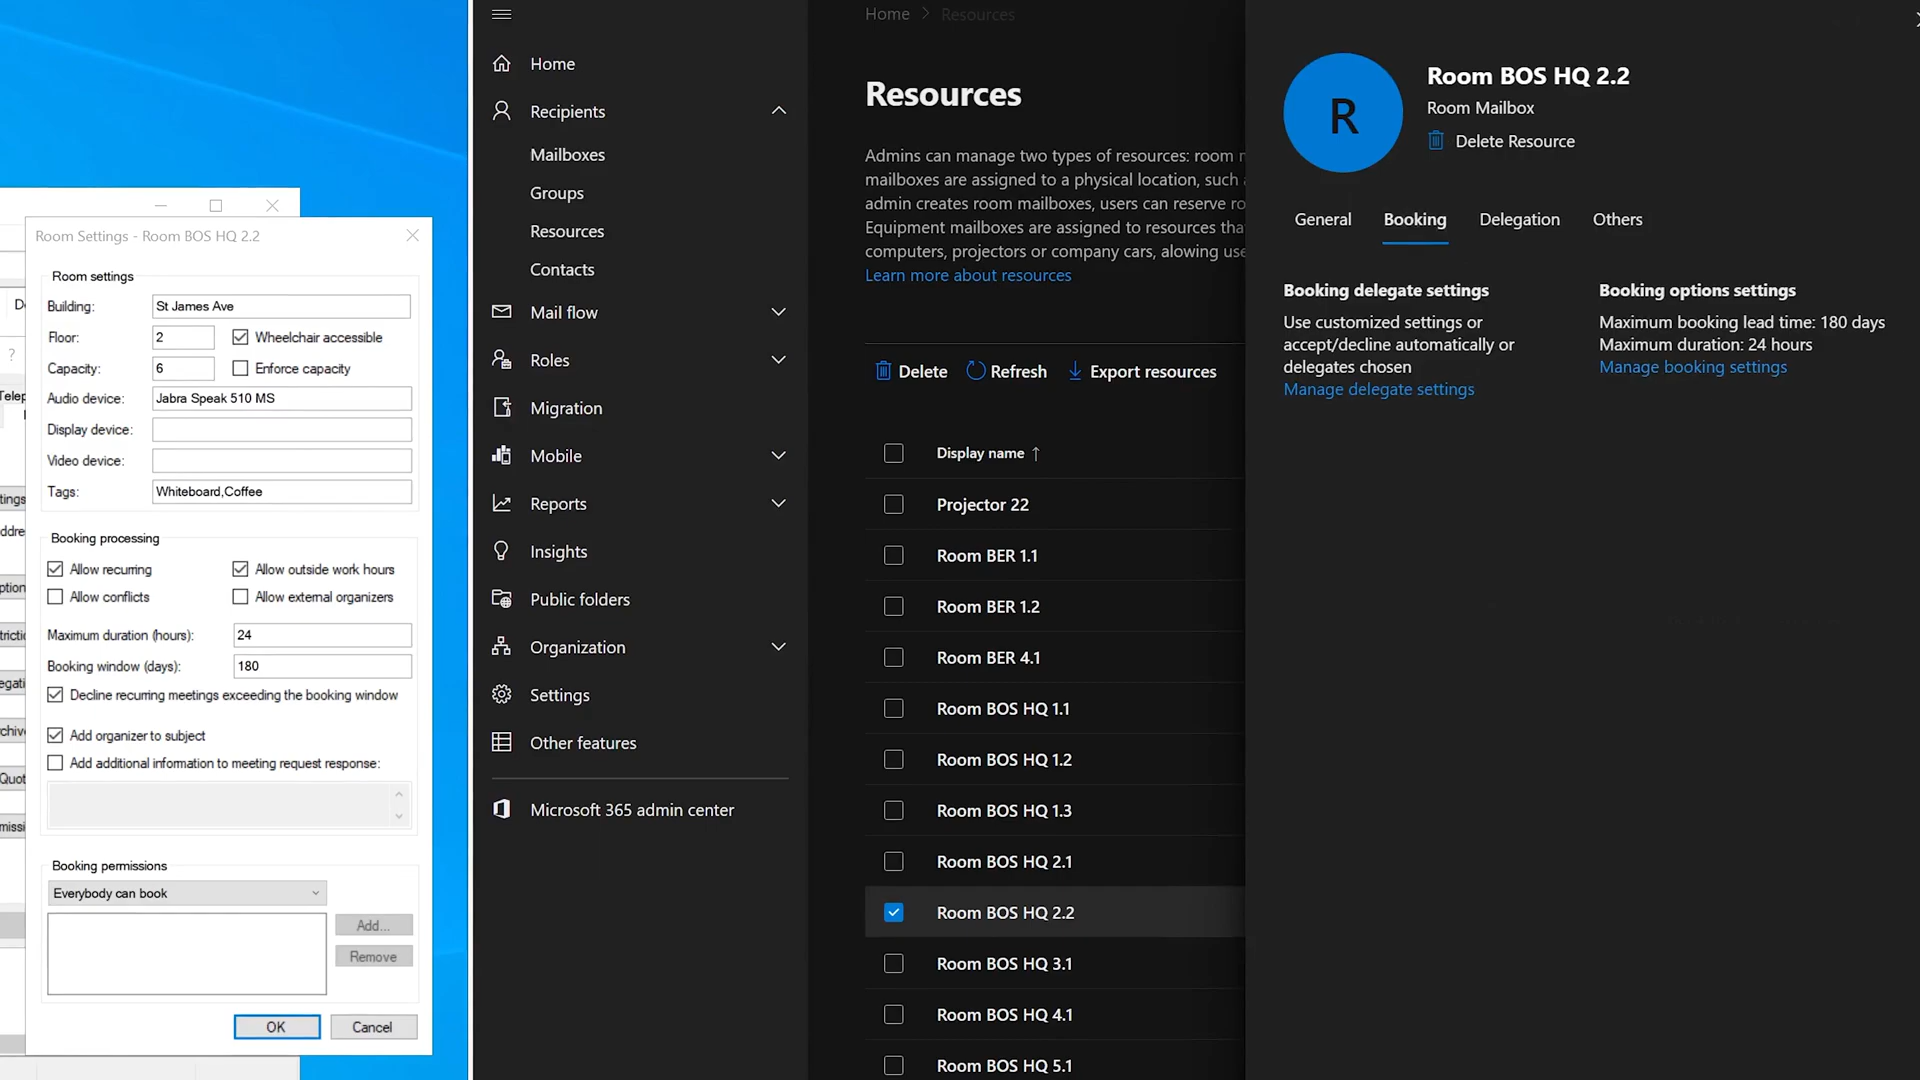 Room Settings - Room BOS HQ 2.2
Room settings
Building:
St James Ave
Floor:
2
Wheelchair accessible
Capacity:
6
Enforce capacity
Audio device:
Jabra Speak 510 MS
Display device:
Video device:
Tags:
Whiteboard,Coffee
Booking processing
Allow recurring
Allow outside work hours
Allow conflicts
Allow external organizers
Maximum duration (hours):
24
Booking window (days):
180
Decline recurring meetings exceeding the booking window
Add organizer to subject
Add additional information to meeting request response:
Booking permissions
Everybody can book
Add...
Remove
OK
Cancel
Home
Recipients
Mailboxes
Groups
Resources
Contacts
Mail flow
Roles
Migration
Mobile
Reports
Insights
Public folders
Organization
Settings
Other features
Microsoft 365 admin center
Home > Resources
Resources
Admins can manage two types of resources: room
mailboxes are assigned to a physical location, such
admin creates room mailboxes, users can reserve
Equipment mailboxes are assigned to resources
computers, projectors or company cars, alowing
Learn more about resources
Delete
Refresh
Export resources
Display name ↑
Projector 22
Room BER 1.1
Room BER 1.2
Room BER 4.1
Room BOS HQ 1.1
Room BOS HQ 1.2
Room BOS HQ 1.3
Room BOS HQ 2.1
Room BOS HQ 2.2
Room BOS HQ 3.1
Room BOS HQ 4.1
Room BOS HQ 5.1
R
Room BOS HQ 2.2
Room Mailbox
Delete Resource
General
Booking
Delegation
Others
Booking delegate settings
Use customized settings or
accept/decline automatically or
delegates chosen
Manage delegate settings
Booking options settings
Maximum booking lead time: 180 days
Maximum duration: 24 hours
Manage booking settings